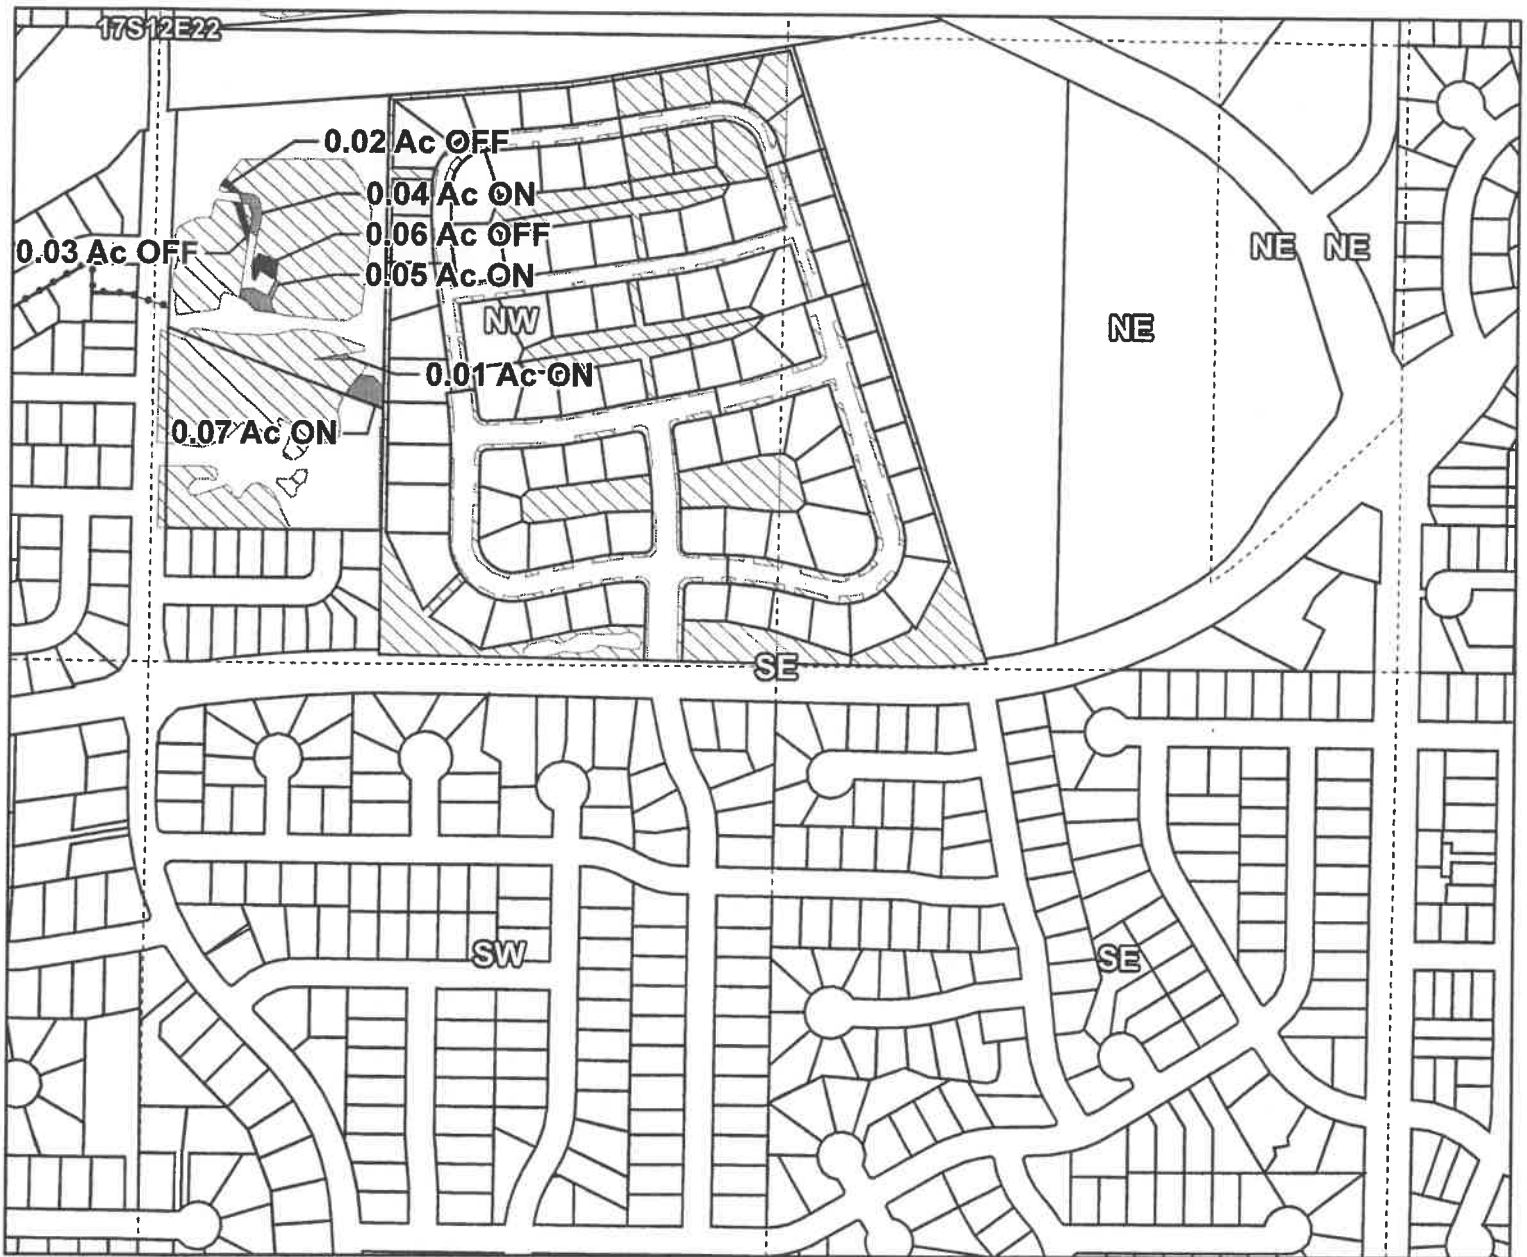 17S12E22
0.02 Ac OFF
0.04 Ac ON
0.06 Ac OFF
0.03 Ac OFF
0.05 Ac ON
NE NE
NW
NE
0.01 Ac ON
0.07 Ac ON
SE
SW
SE